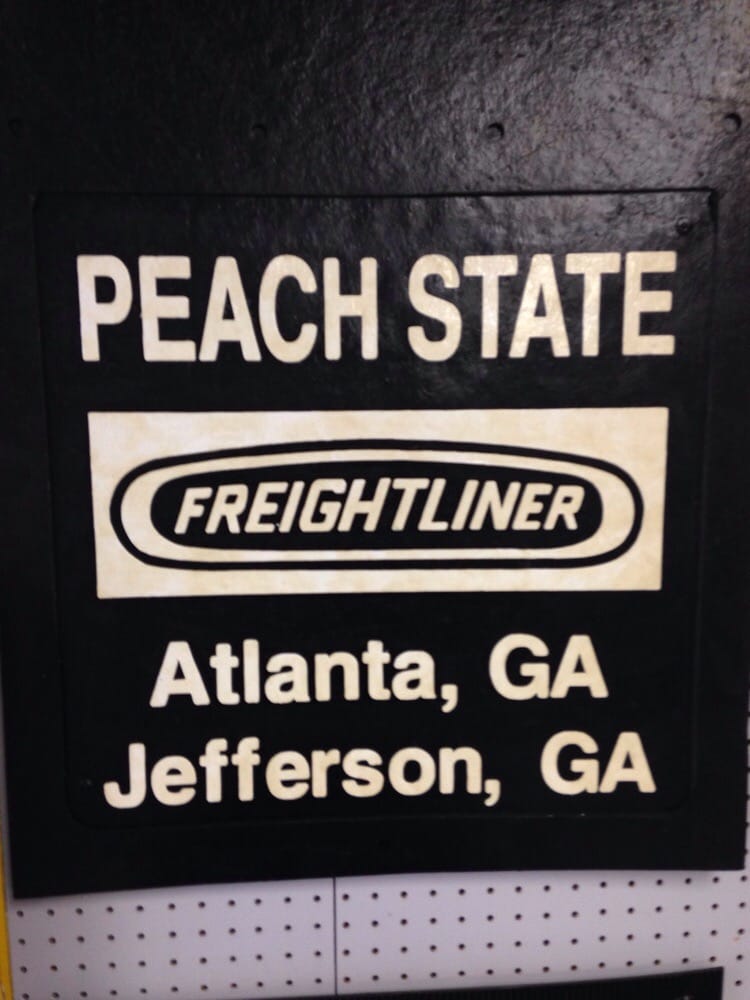 PEACH STATE
FREIGHTLINER
Atlanta, GA
Jefferson, GA